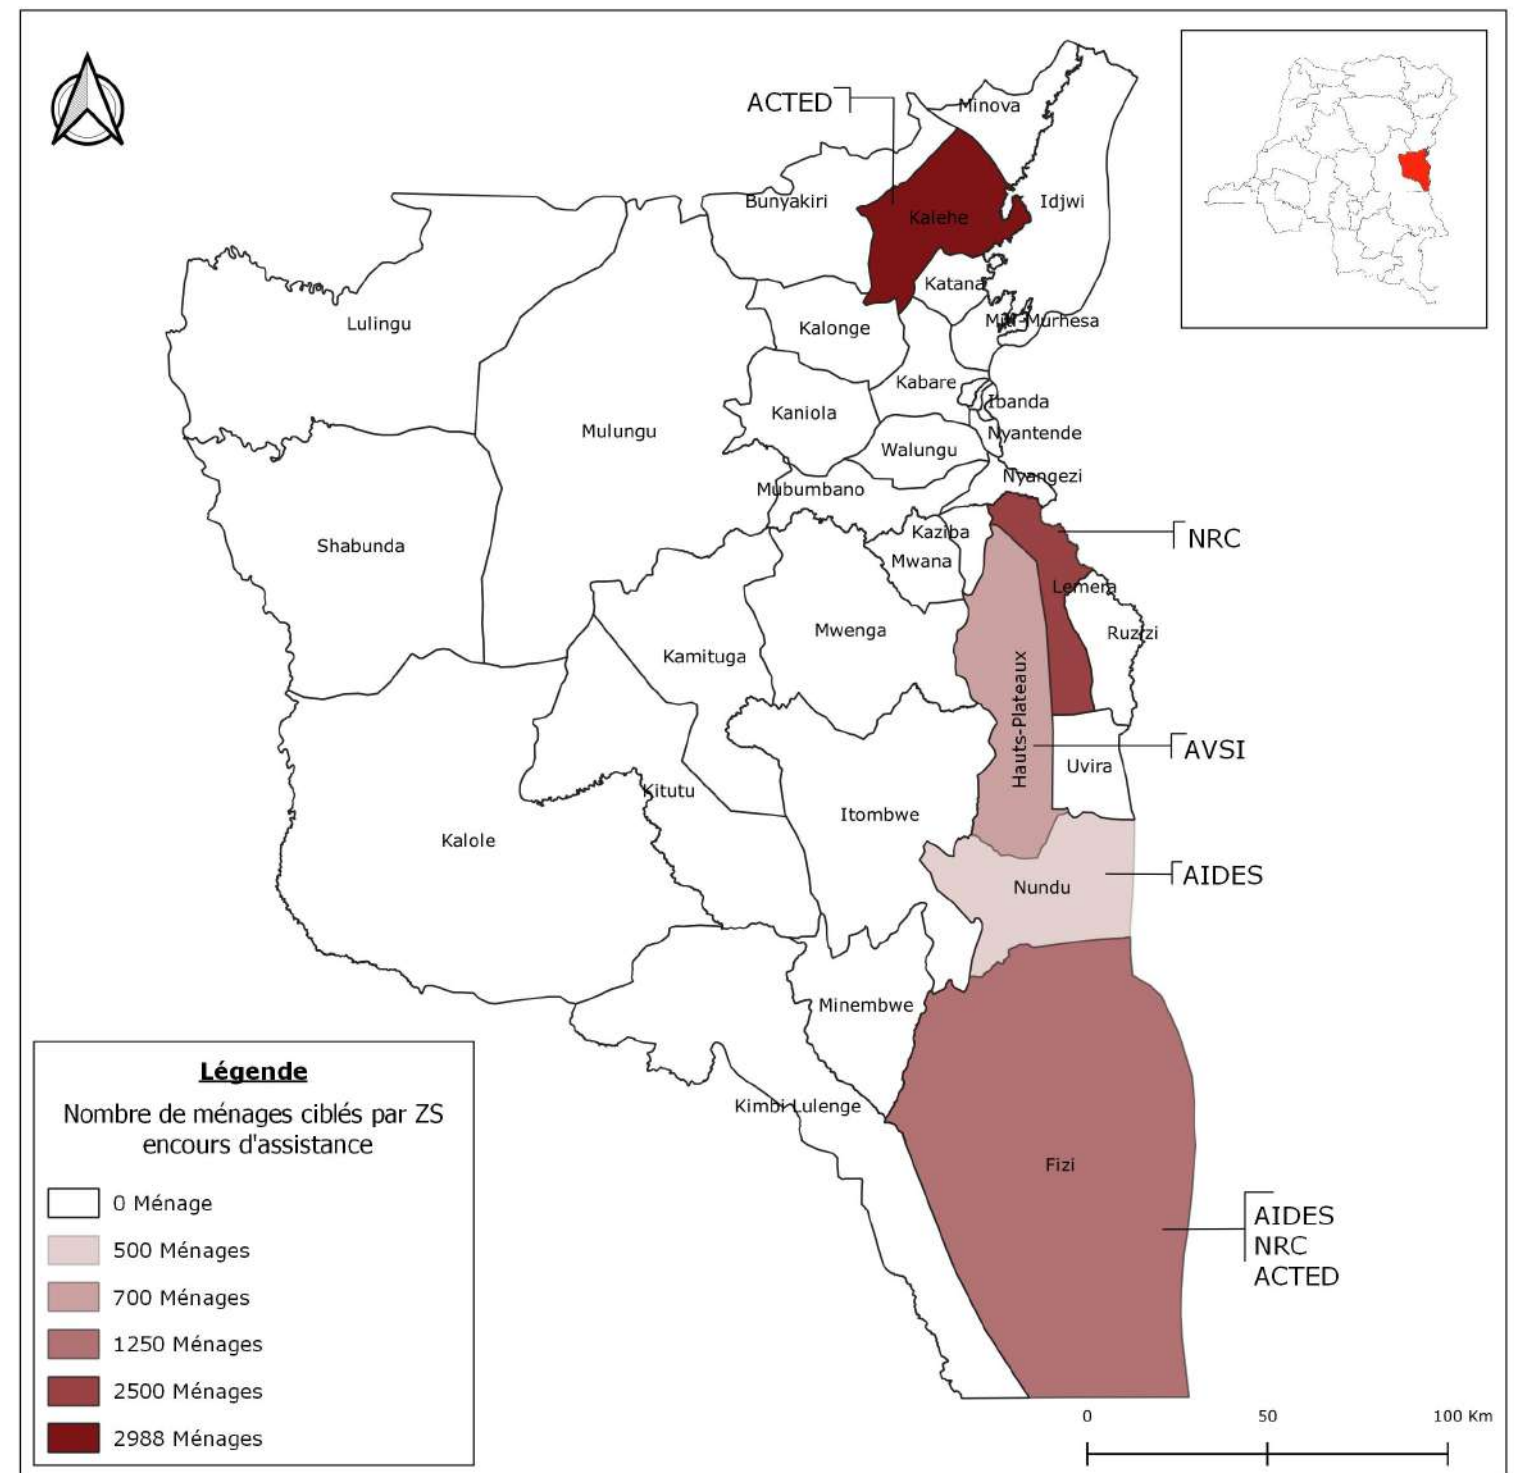 ACTED
Minova
Bunyakiri
Idjwi
Kalehe
Katana
Lulingu
Kalonge
Miti-Murhesa
Kabare
Ibanda
Kaniola
Mulungu
Nyantende
Walungu
Nyangezi
Mubumbano
Kaziba
NRC
Shabunda
Mwana
Lemera
Mwenga
Ruzizi
Kamituga
Hauts-Plateaux
AVSI
Uvira
Kitutu
Itombwe
Kalole
AIDES
Nundu
Minembwe
Kimbi Lulenge
Fizi
AIDES
NRC
ACTED
Légende
Nombre de ménages ciblés par ZS
encours d'assistance
0 Ménage
500 Ménages
700 Ménages
1250 Ménages
2500 Ménages
2988 Ménages
0 50 100 Km